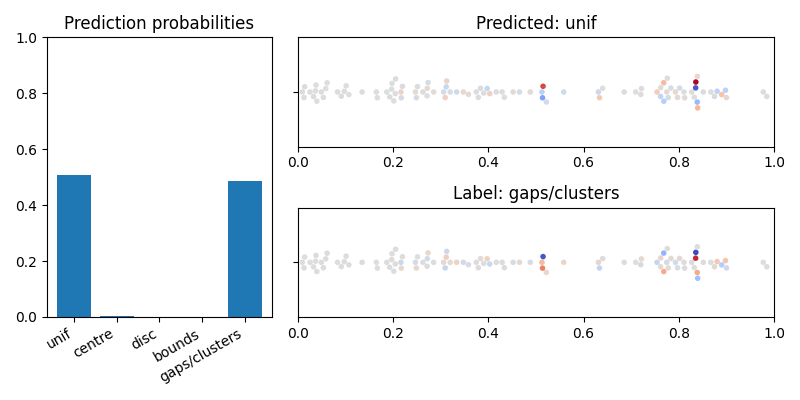 Prediction probabilities
1.0
0.8
0.6
0.4
0.2
0.0
unif
centre
disc
bounds
gaps/clusters
Predicted: unif
0.0 0.2 0.4 0.6 0.8 1.0
Label: gaps/clusters
0.0 0.2 0.4 0.6 0.8 1.0